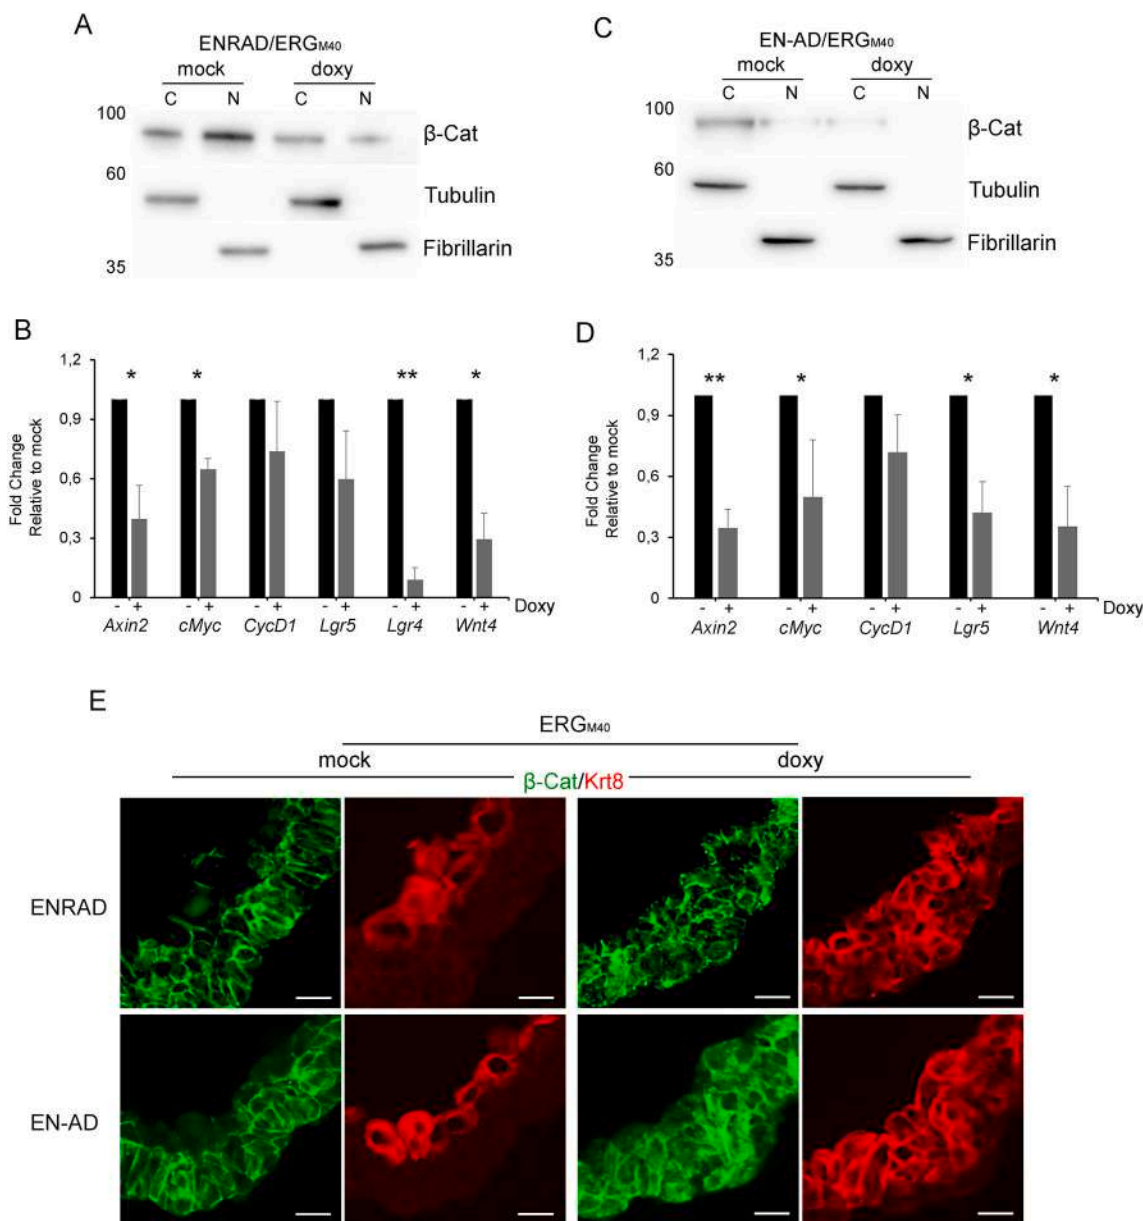 A
ENRAD/ERGM40
mock doxy
C N C N
100
β-Cat
60
Tubulin
Fibrillarin
35
C
EN-AD/ERGM40
mock doxy
C N C N
100
β-Cat
60
Tubulin
Fibrillarin
35
B
1,2
0,9
0,6
0,3
0
Fold Change
Relative to mock
* * ** *
- + - + - + - + - + - + Doxy
Axin2 cMyc CycD1 Lgr5 Lgr4 Wnt4
D
1,2
0,9
0,6
0,3
0
Fold Change
Relative to mock
** * * *
- + - + - + - + - + Doxy
Axin2 cMyc CycD1 Lgr5 Wnt4
E
ERGM40
mock doxy
β-Cat/Krt8
ENRAD
EN-AD